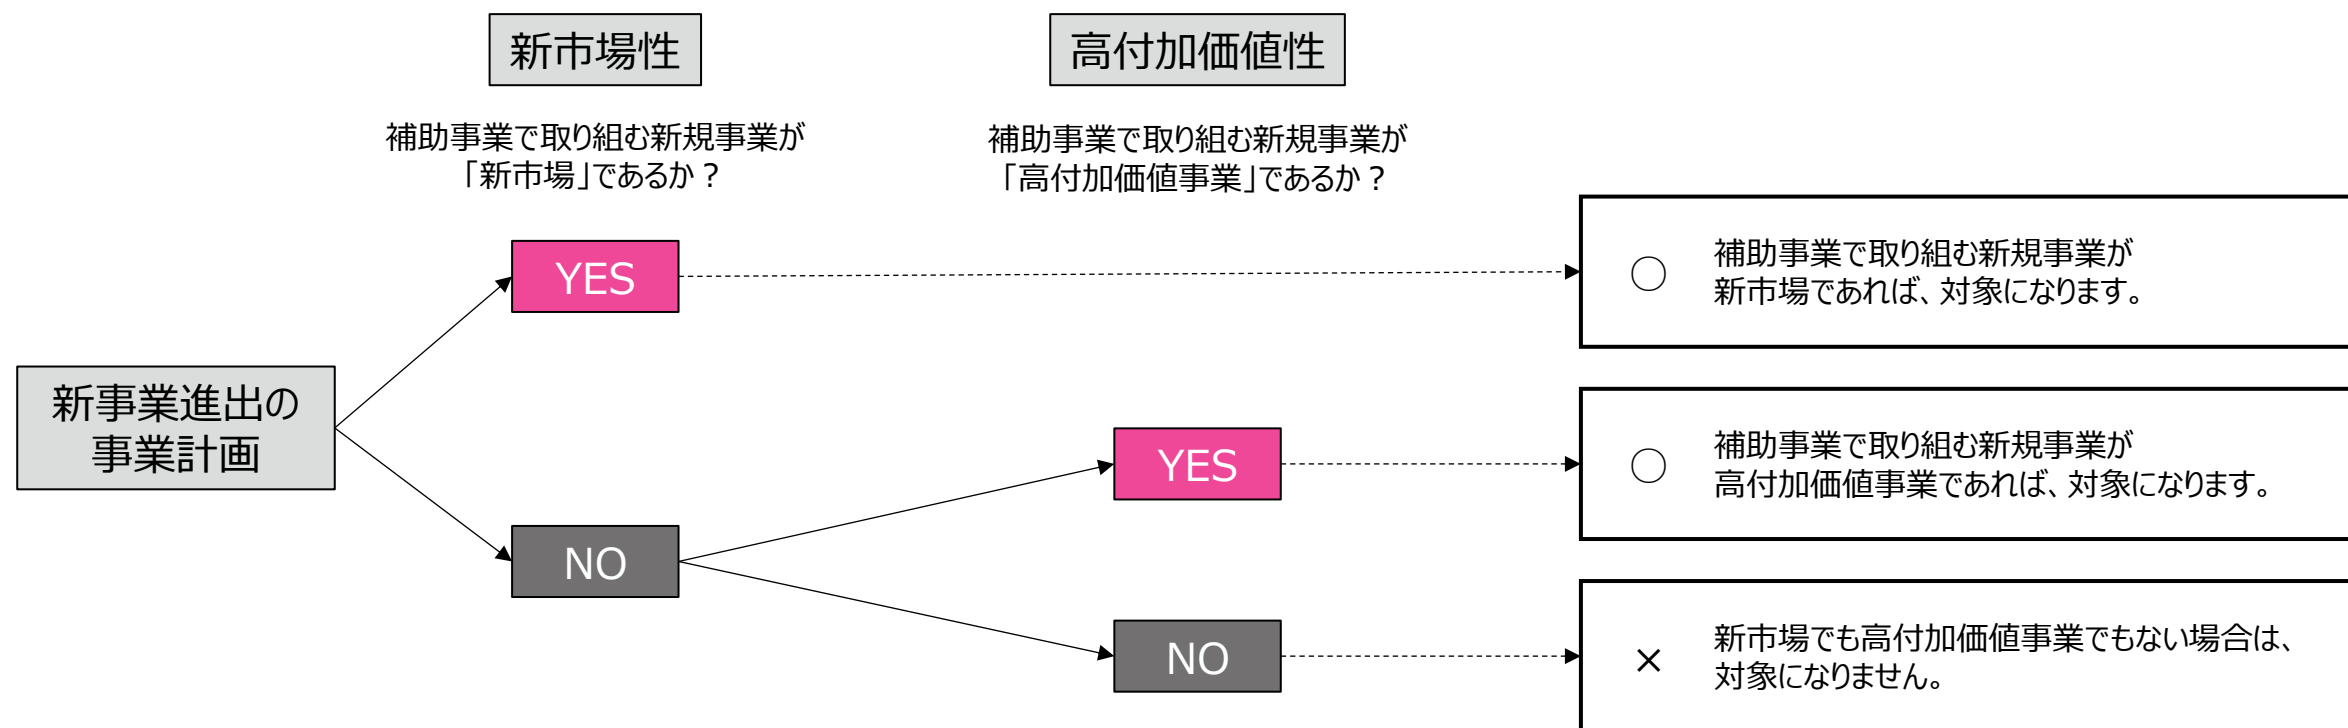 新市場性
高付加価値性
補助事業で取り組む新規事業が
「新市場」であるか？
補助事業で取り組む新規事業が
「高付加価値事業」であるか？
YES
○
補助事業で取り組む新規事業が
新市場であれば、対象になります。
新事業進出の
事業計画
YES
○
補助事業で取り組む新規事業が
高付加価値事業であれば、対象になります。
NO
NO
×
新市場でも高付加価値事業でもない場合は、
対象になりません。